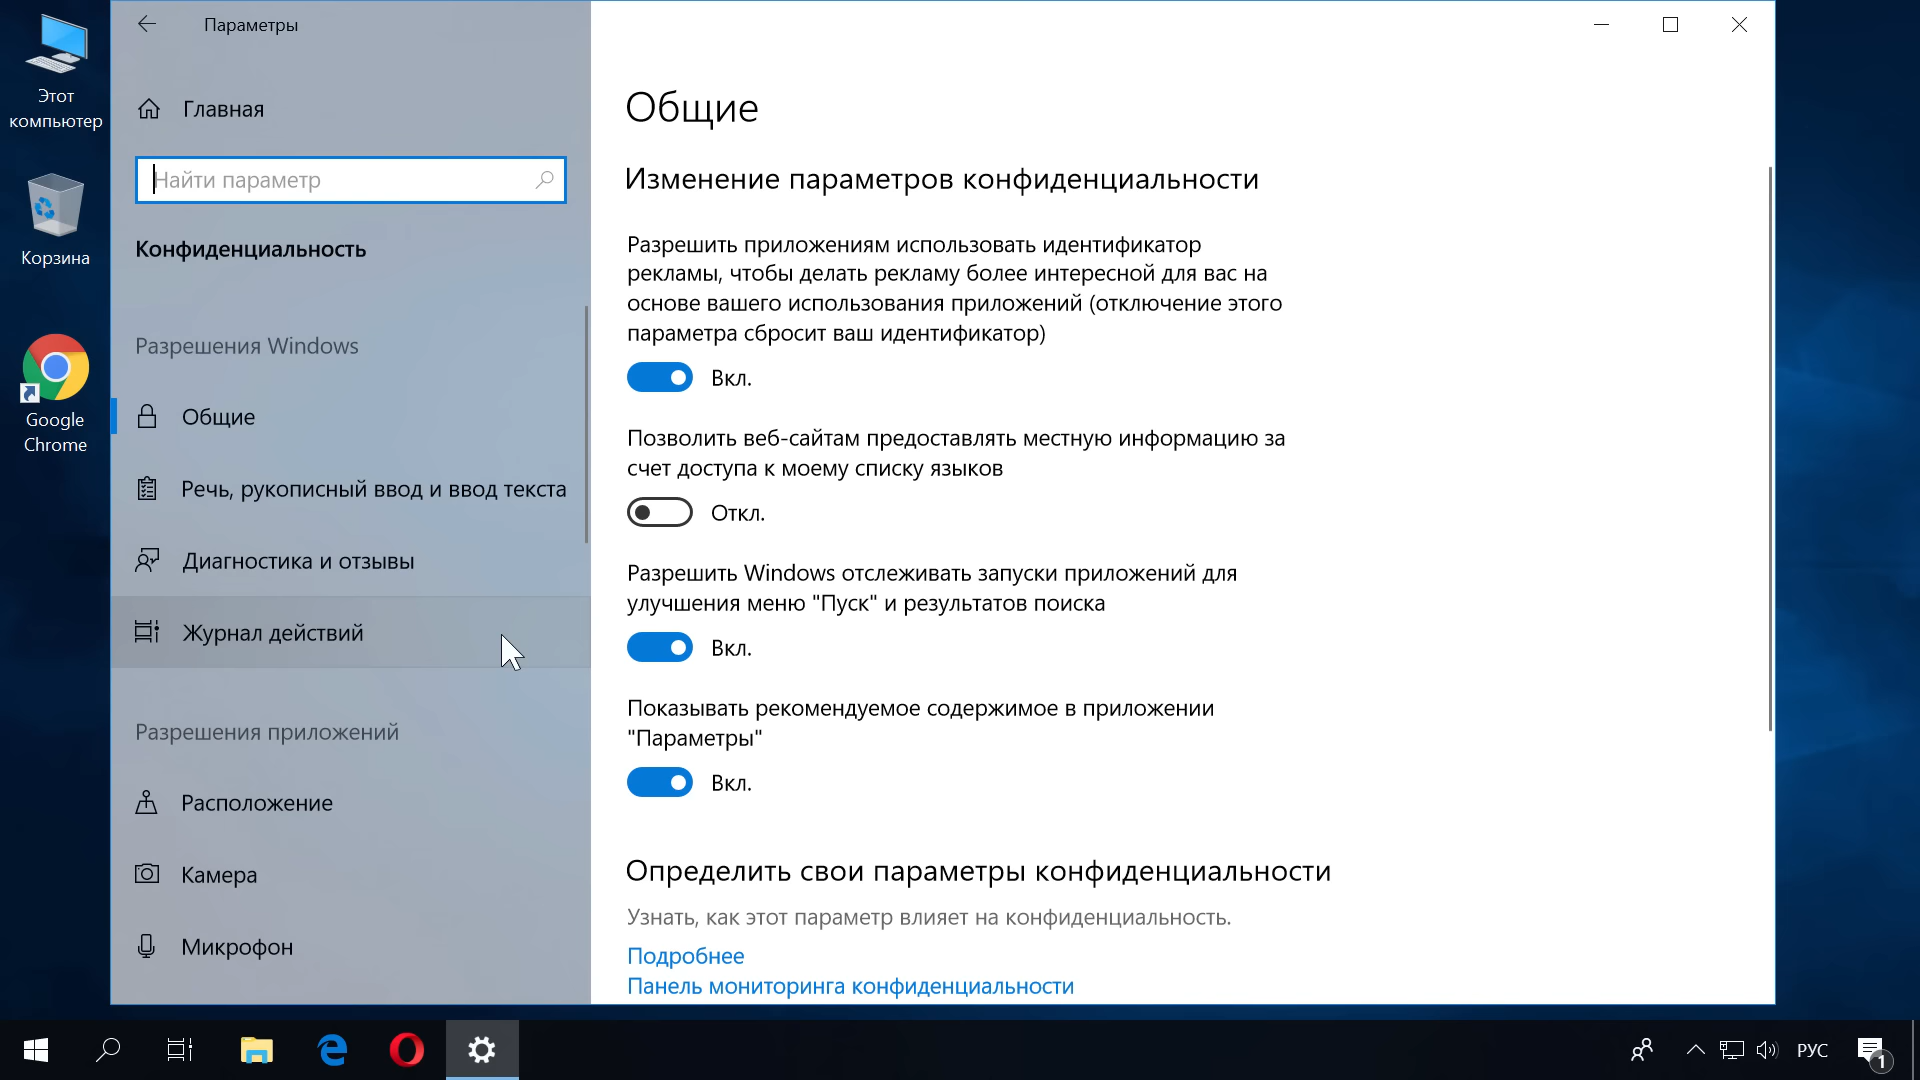 Этот
компьютер
Корзина
Google
Chrome
Параметры
Главная
Найти параметр
Конфиденциальность
Разрешения Windows
Общие
Речь, рукописный ввод и ввод текста
Диагностика и отзывы
Журнал действий
Разрешения приложений
Расположение
Камера
Микрофон
Общие
Изменение параметров конфиденциальности
Разрешить приложениям использовать идентификатор
рекламы, чтобы делать рекламу более интересной для вас на
основе вашего использования приложений (отключение этого
параметра сбросит ваш идентификатор)
Вкл.
Позволить веб-сайтам предоставлять местную информацию за
счет доступа к моему списку языков
Откл.
Разрешить Windows отслеживать запуски приложений для
улучшения меню "Пуск" и результатов поиска
Вкл.
Показывать рекомендуемое содержимое в приложении
"Параметры"
Вкл.
Определить свои параметры конфиденциальности
Узнать, как этот параметр влияет на конфиденциальность.
Подробнее
Панель мониторинга конфиденциальности
РУС
1